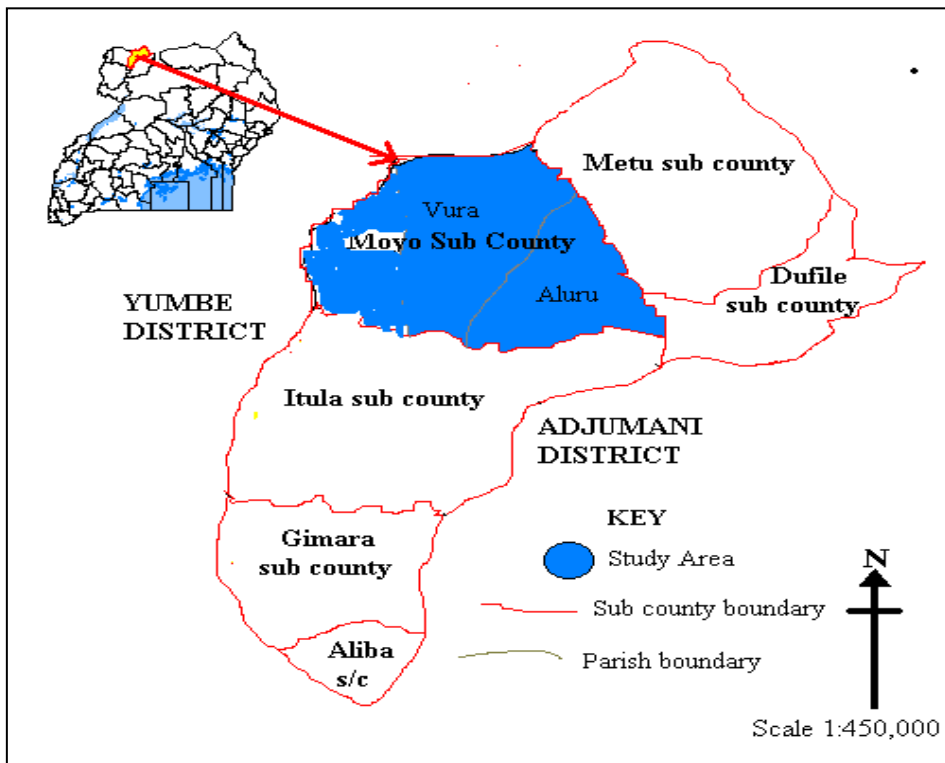 Metu sub county
Vura
Moyo Sub County
Dufile
sub county
Aluru
YUMBE
DISTRICT
Itula sub county
ADJUMANI
DISTRICT
KEY
Gimara
sub county
Study Area
N
Sub county boundary
Aliba
s/c
Parish boundary
Scale 1:450,000